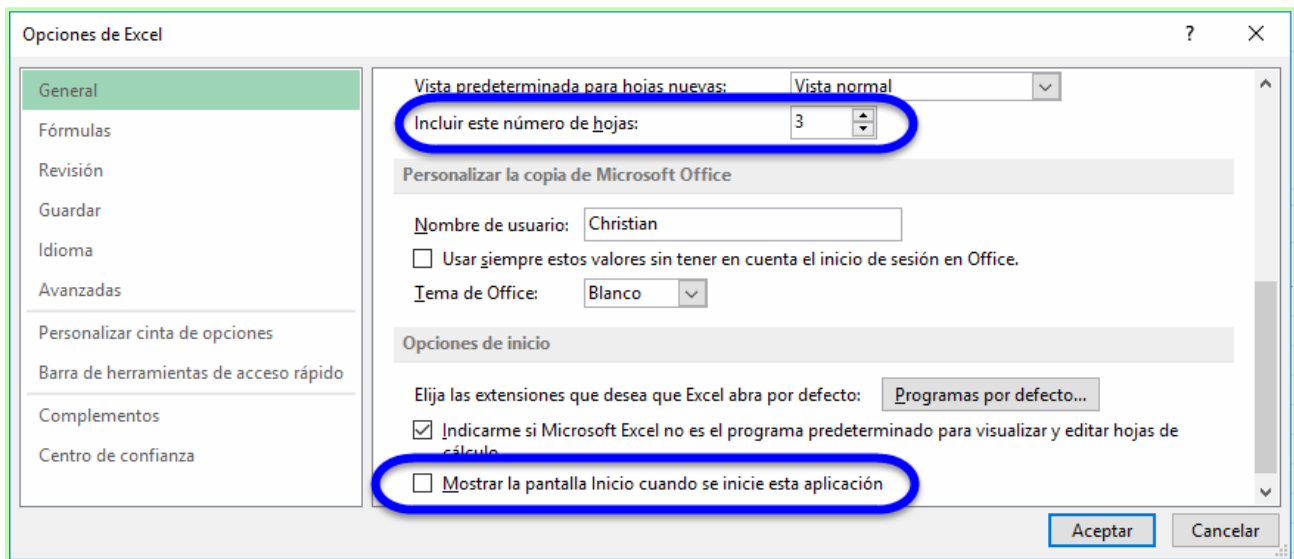 Opciones de Excel
General
Fórmulas
Revisión
Guardar
Idioma
Avanzadas
Personalizar cinta de opciones
Barra de herramientas de acceso rápido
Complementos
Centro de confianza
Vista predeterminada para hojas nuevas: Vista normal
Incluir este número de hojas: 3
Personalizar la copia de Microsoft Office
Nombre de usuario: Christian
Usar siempre estos valores sin tener en cuenta el inicio de sesión en Office.
Tema de Office: Blanco
Opciones de inicio
Elija las extensiones que desea que Excel abra por defecto: Programas por defecto...
Indicarme si Microsoft Excel no es el programa predeterminado para visualizar y editar hojas de
cálculo
Mostrar la pantalla Inicio cuando se inicie esta aplicación
Aceptar Cancelar